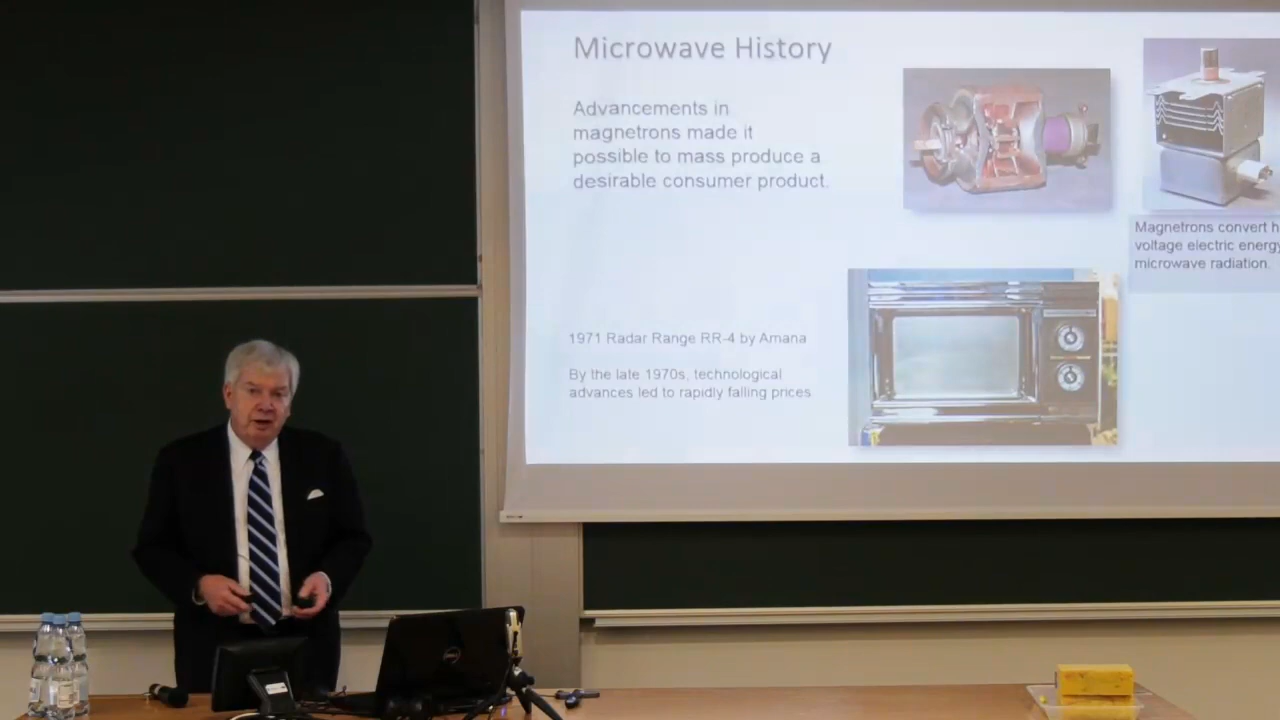 Microwave History
Advancements in
magnetrons made it
possible to mass produce a
desirable consumer product.
Magnetrons convert h
voltage electric energy
microwave radiation.
1971 Radar Range RR-4 by Amana
By the late 1970s, technological
advances led to rapidly falling prices
DELL